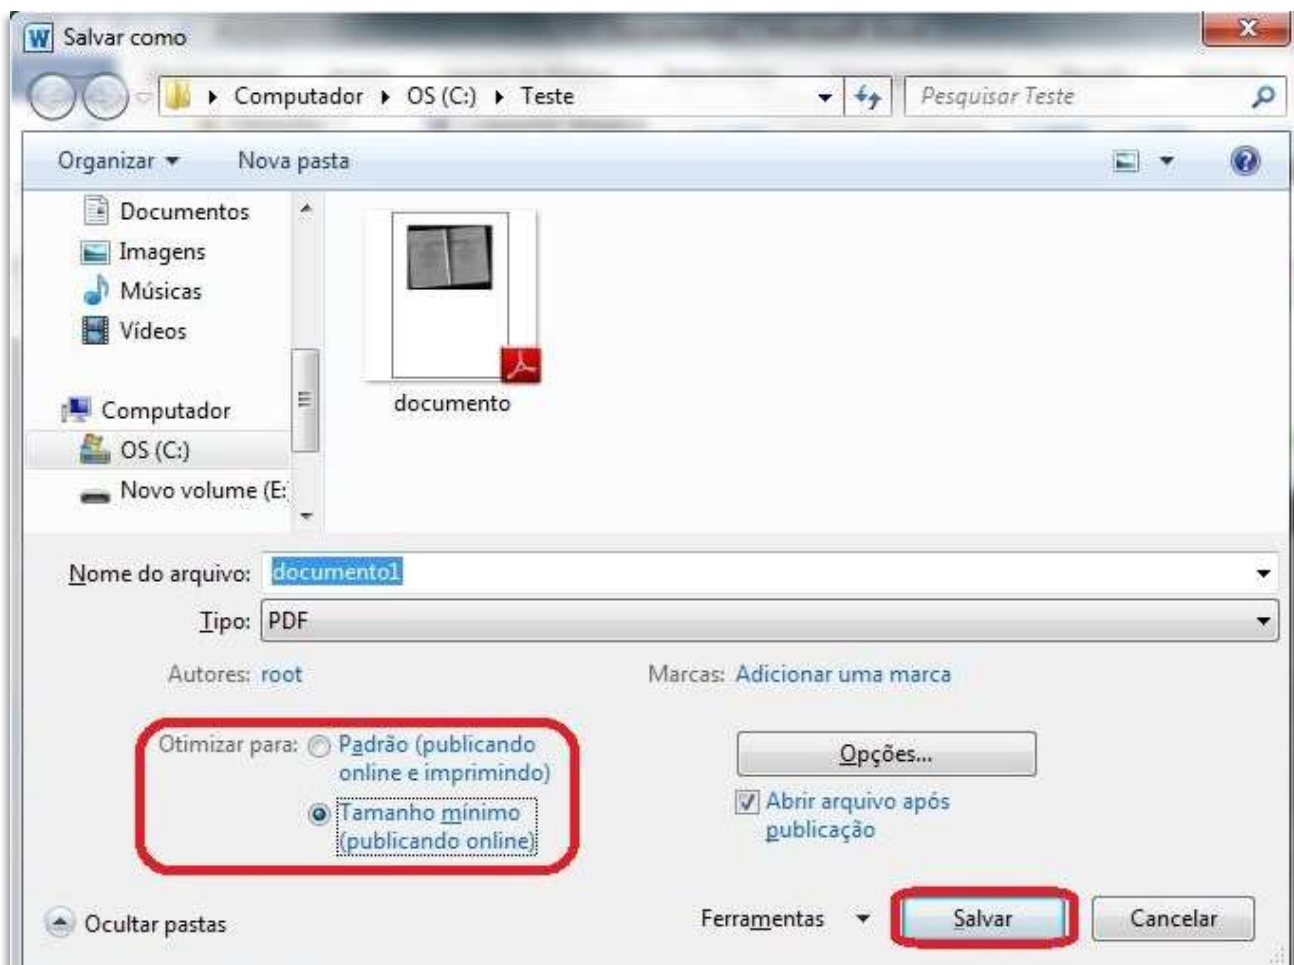 Salvar como
Computador OS (C:) Teste Pesquisar Teste
Organizar Nova pasta
Documentos
Imagens
Músicas
Vídeos
Computador
OS (C:)
Novo volume (E:
documento
Nome do arquivo: documento1
Tipo: PDF
Autores: root Marcas: Adicionar uma marca
Otimizar para: Padrão (publicando
online e imprimindo)
Tamanho mínimo
(publicando online)
Opções...
Abrir arquivo após
publicação
Ocultar pastas Ferramentas Salvar Cancelar